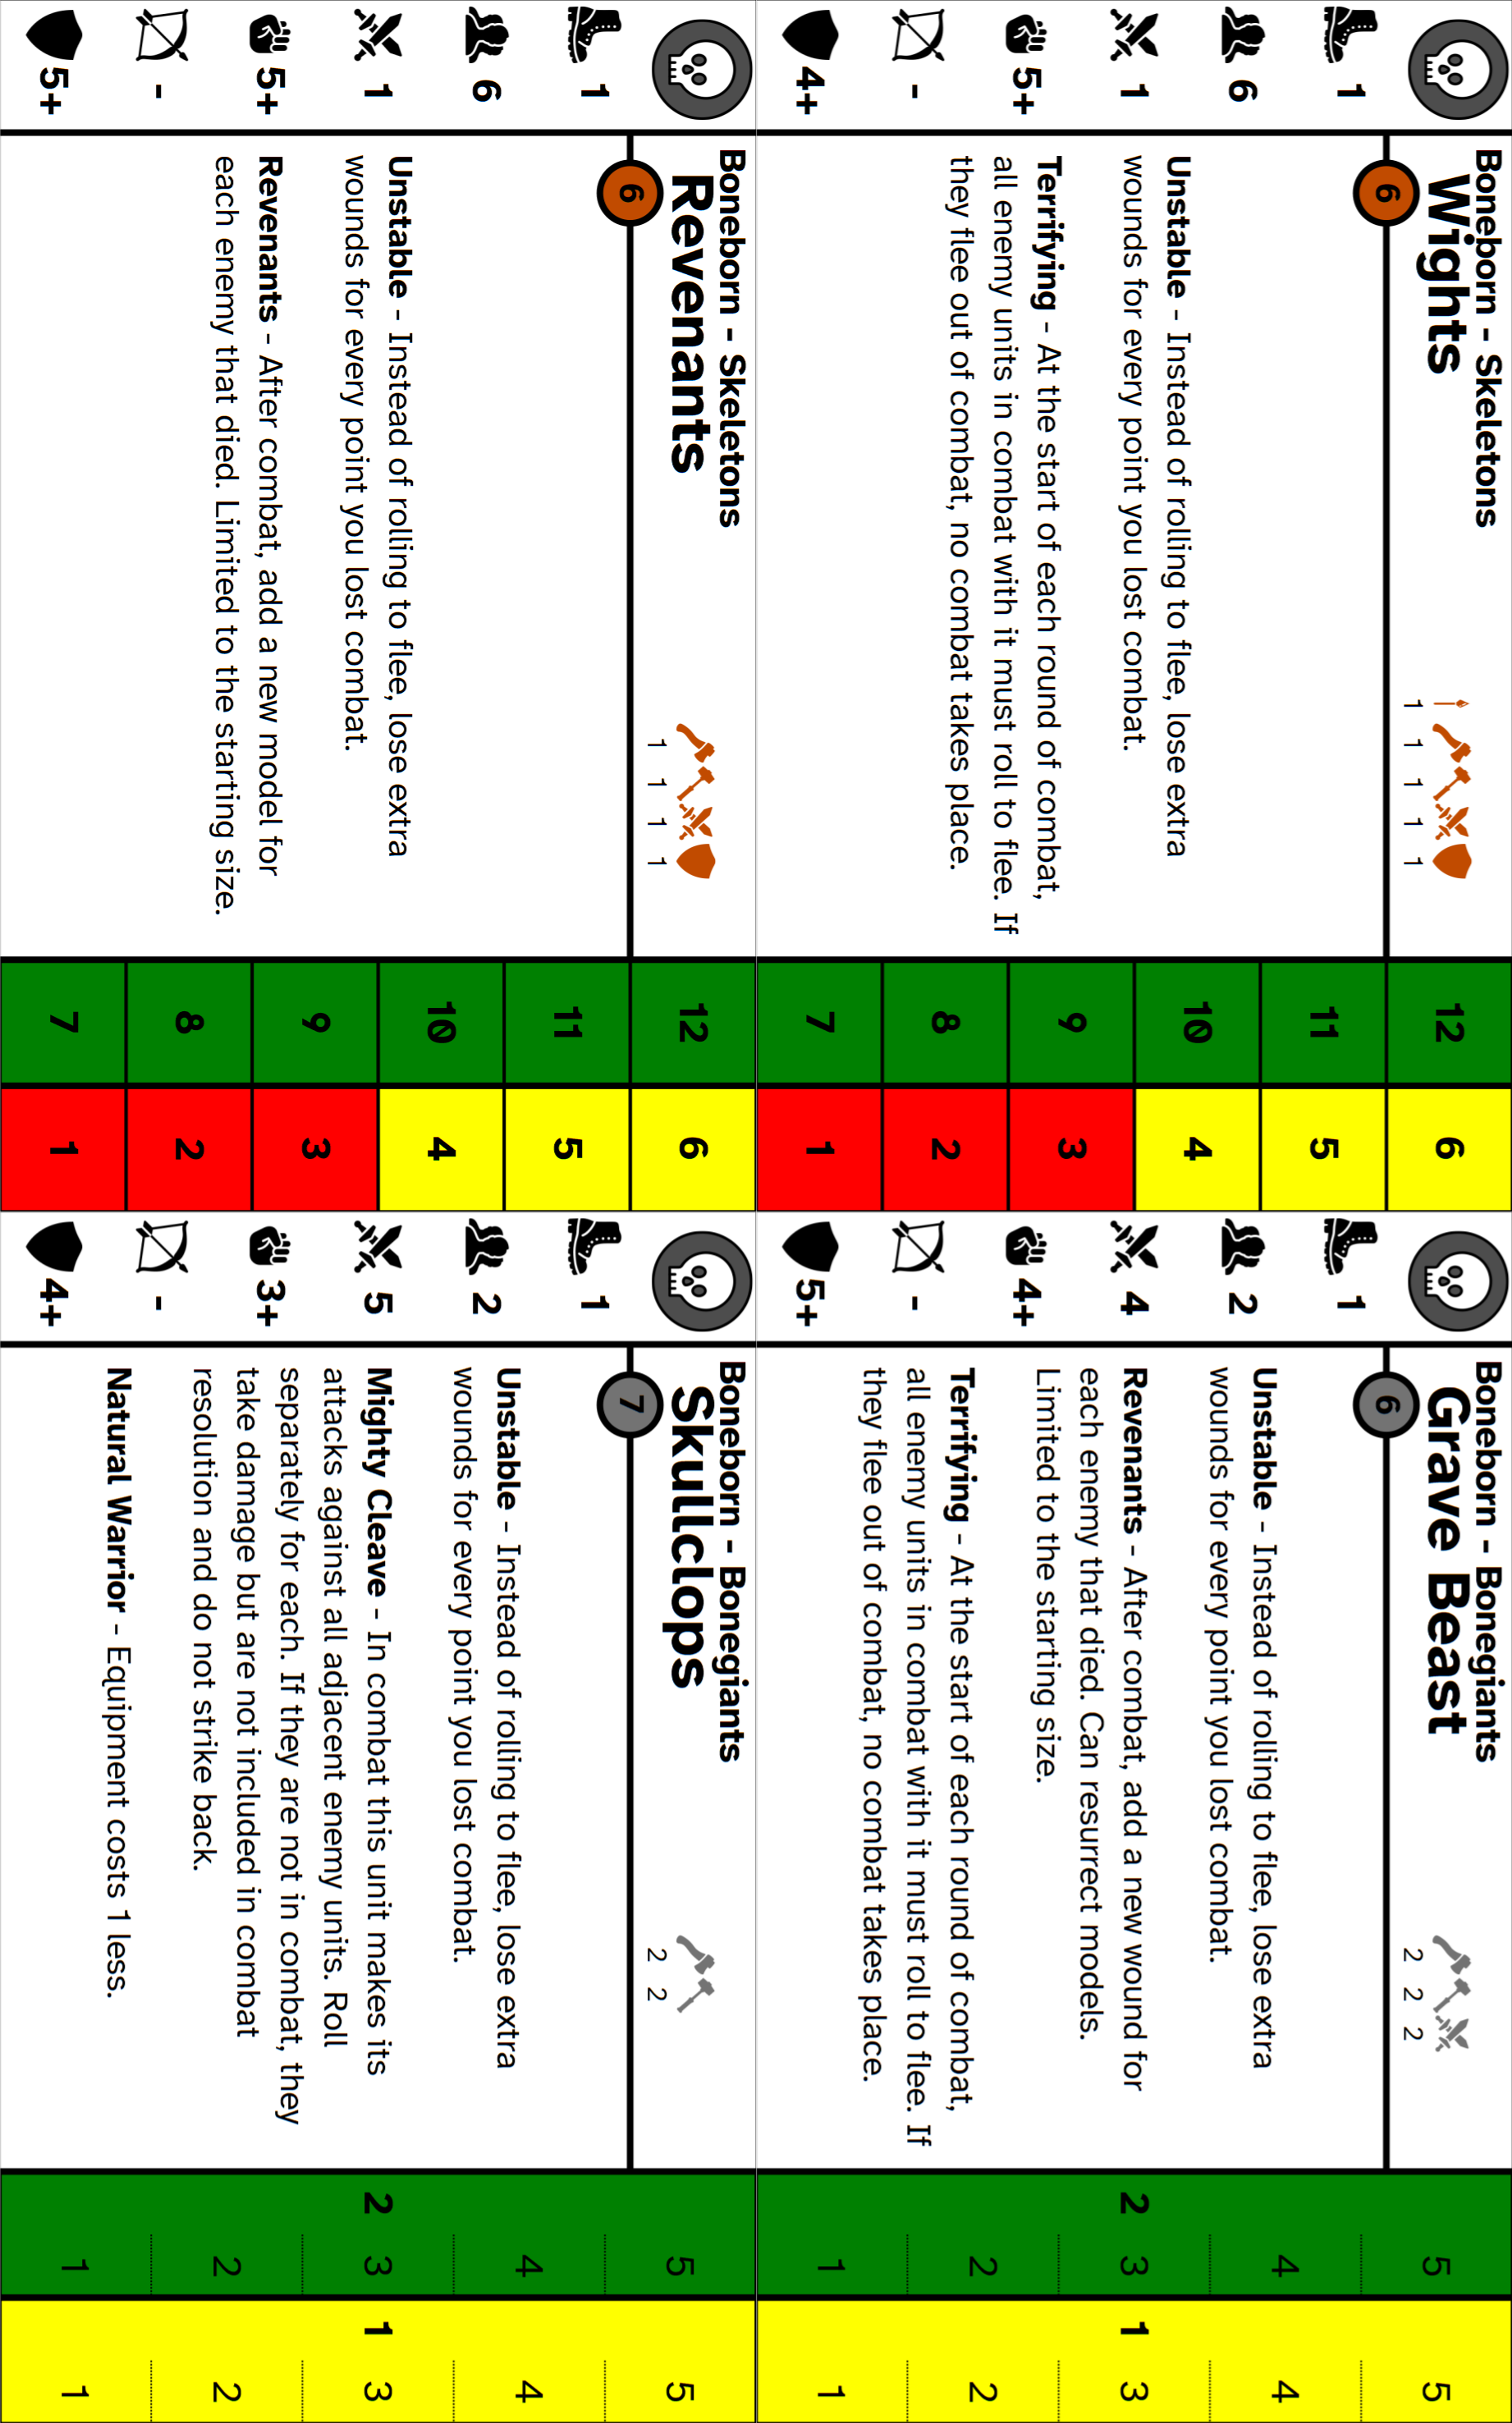 Boneborn - Skeletons
Wights
6
1 1 1 1 1
1
6
1
5+
-
4+
Unstable - Instead of rolling to flee, lose extra
wounds for every point you lost combat.
Terrifying - At the start of each round of combat,
all enemy units in combat with it must roll to flee. If
they flee out of combat, no combat takes place.
12 6
11 5
10 4
9 3
8 2
7 1
Boneborn - Bonegiants
Grave Beast
6
2 2 2
1
2
4
4+
-
5+
Unstable - Instead of rolling to flee, lose extra
wounds for every point you lost combat.
Revenants - After combat, add a new wound for
each enemy that died. Can resurrect models.
Limited to the starting size.
Terrifying - At the start of each round of combat,
all enemy units in combat with it must roll to flee. If
they flee out of combat, no combat takes place.
5 5
4 4
2 3 1 3
2 2
1 1
Boneborn - Skeletons
Revenants
6
1 1 1 1
1
6
1
5+
-
5+
Unstable - Instead of rolling to flee, lose extra
wounds for every point you lost combat.
Revenants - After combat, add a new model for
each enemy that died. Limited to the starting size.
12 6
11 5
10 4
9 3
8 2
7 1
Boneborn - Bonegiants
Skullclops
7
2 2
1
2
5
3+
-
4+
Unstable - Instead of rolling to flee, lose extra
wounds for every point you lost combat.
Mighty Cleave - In combat this unit makes its
attacks against all adjacent enemy units. Roll
separately for each. If they are not in combat, they
take damage but are not included in combat
resolution and do not strike back.
Natural Warrior - Equipment costs 1 less.
5 5
4 4
2 3 1 3
2 2
1 1